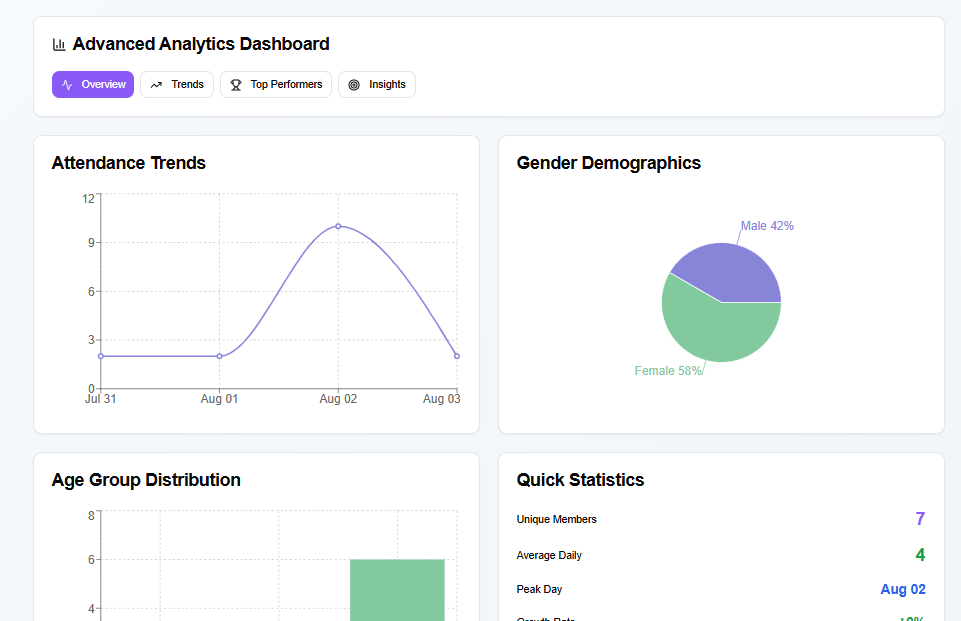 Advanced Analytics Dashboard
Overview
Trends
Top Performers
Insights
Attendance Trends
12
9
6
3
0
Jul 31
Aug 01
Aug 02
Aug 03
Gender Demographics
Male 42%
Female 58%
Age Group Distribution
8
6
4
Quick Statistics
Unique Members 7
Average Daily 4
Peak Day Aug 02
Growth Rate